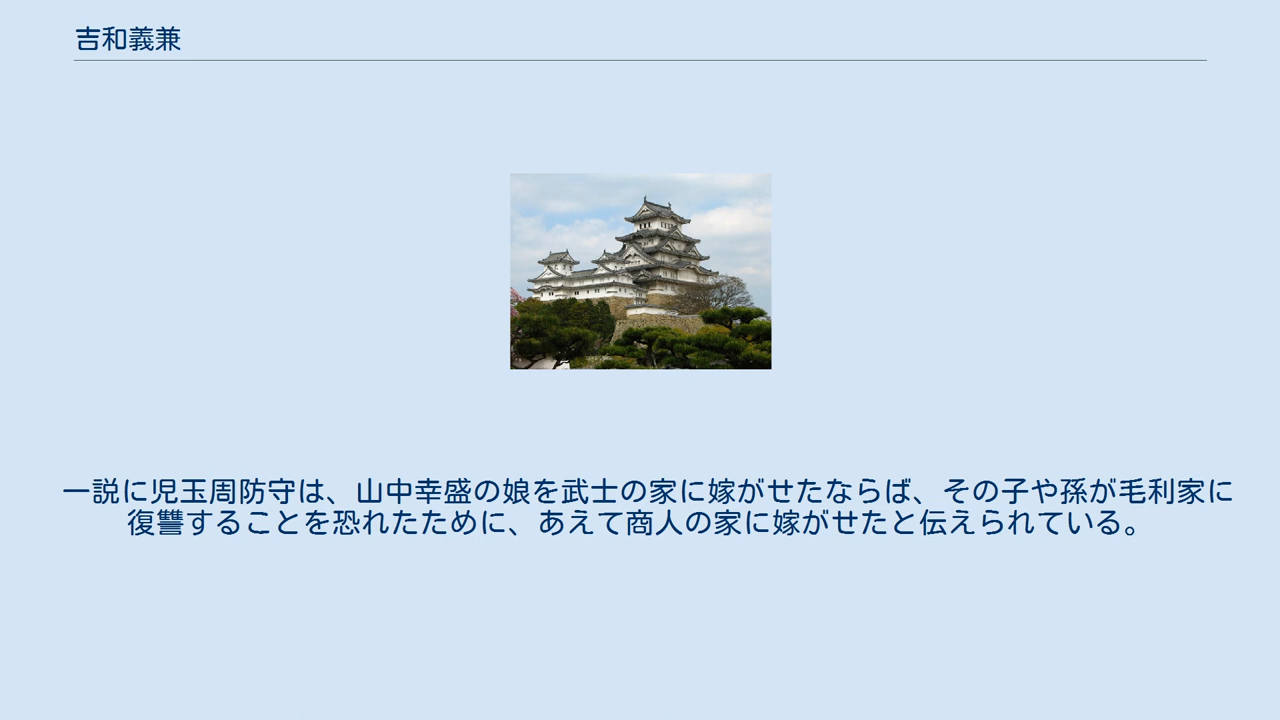 吉和義兼
一説に児玉周防守は、山中幸盛の娘を武士の家に嫁がせたならば、その子や孫が毛利家に
復讐することを恐れたために、あえて商人の家に嫁がせたと伝えられている。